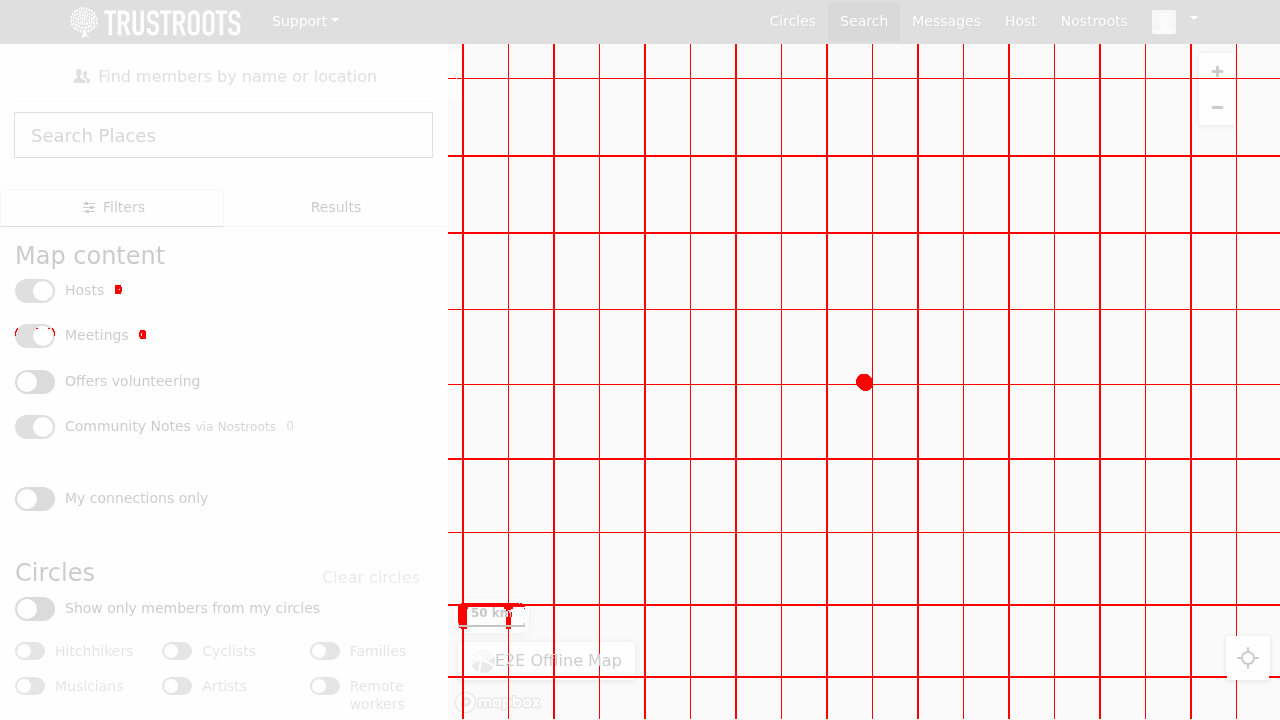 TRUSTROOTS
Support
Circles
Search
Messages
Host
Nostroots
Find members by name or location
Search Places
Filters
Results
Map content
Hosts
Meetings
Offers volunteering
Community Notes via Nostroots 0
My connections only
Circles
Clear circles
Show only members from my circles
Hitchhikers
Cyclists
Families
Musicians
Artists
Remote workers
50 km
E2E Offline Map
mapbox